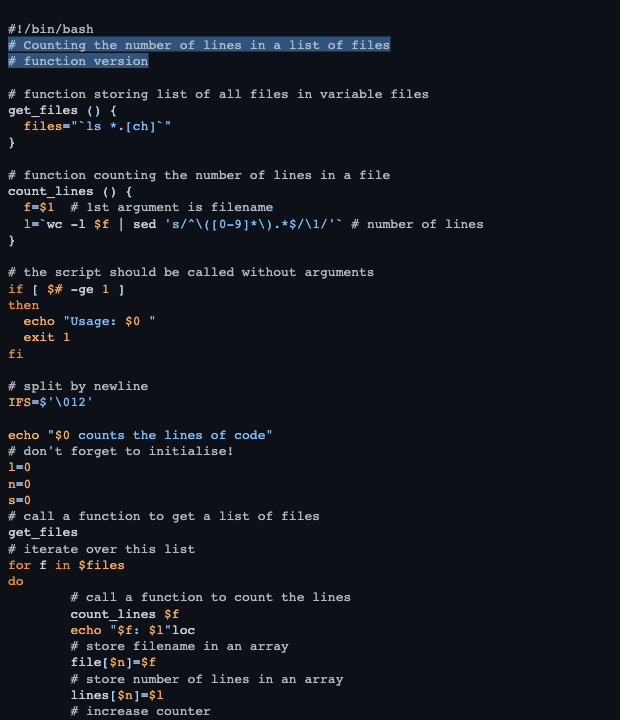 #!/bin/bash
# Counting the number of lines in a list of files
# function version
# function storing list of all files in variable files
get_files () {
  files="`ls *.[ch]`"
}
# function counting the number of lines in a file
count_lines () {
  f=$1  # 1st argument is filename
  l=`wc -l $f | sed 's/^\([0-9]*\).*$/\1/'` # number of lines
}
# the script should be called without arguments
if [ $# -ge 1 ]
then
  echo "Usage: $0 "
  exit 1
fi
# split by newline
IFS=$'\012'
echo "$0 counts the lines of code"
# don't forget to initialise!
l=0
n=0
s=0
# call a function to get a list of files
get_files
# iterate over this list
for f in $files
do
        # call a function to count the lines
        count_lines $f
        echo "$f: $l"loc
        # store filename in an array
        file[$n]=$f
        # store number of lines in an array
        lines[$n]=$l
        # increase counter